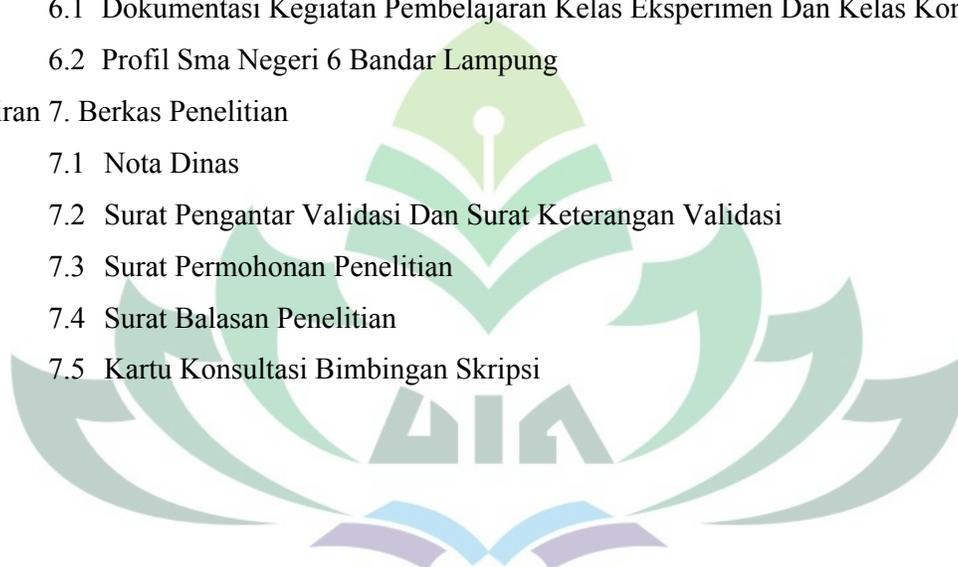 6.1 Dokumentasi Kegiatan Pembelajaran Kelas Eksperimen Dan Kelas
6.2 Profil Sma Negeri 6 Bandar Lampung
7. Berkas Penelitian
7.1 Nota Dinas
7.2 Surat Pengantar Validasi Dan Surat Keterangan Validasi
7.3 Surat Permohonan Penelitian
7.4 Surat Balasan Penelitian
7.5 Kartu Konsultasi Bimbingan Skripsi
UIN